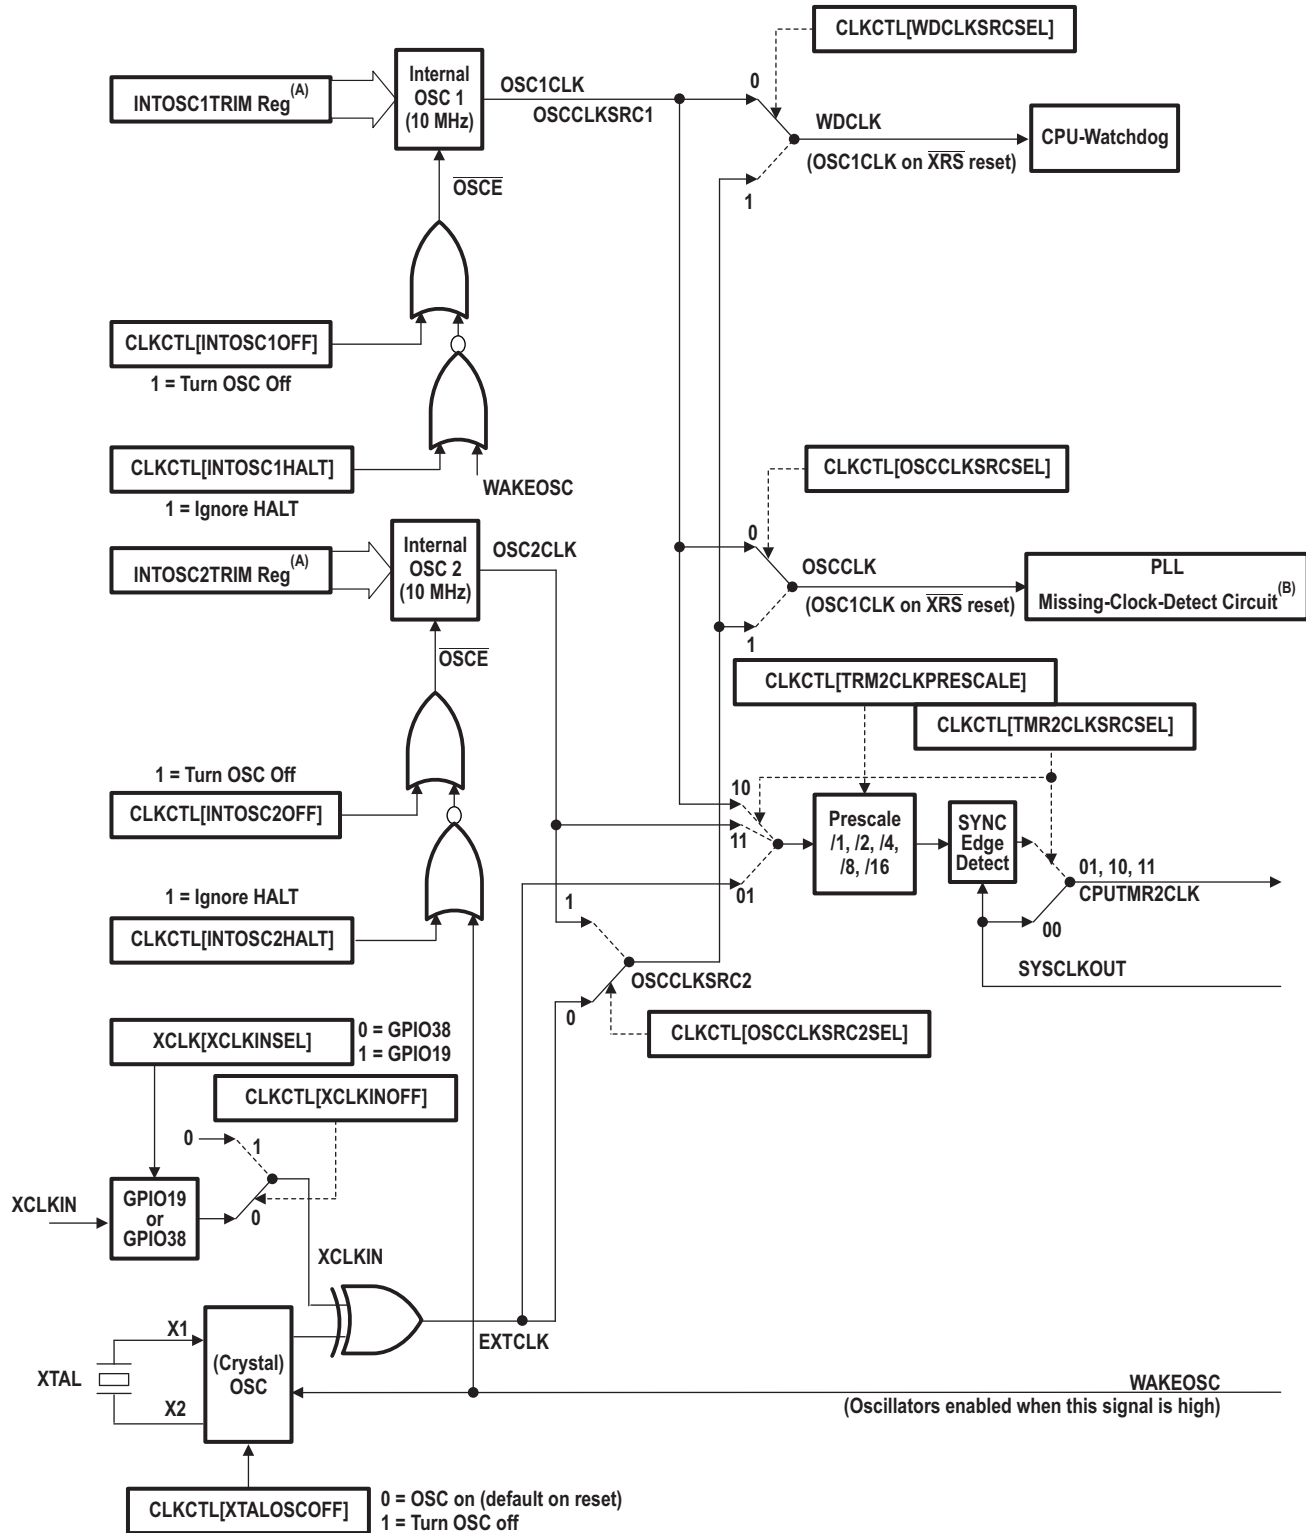 CLKCTL[WDCLKSRCSEL]
INTOSC1TRIM Reg(A)
Internal
OSC 1
(10 MHz)
OSC1CLK
OSCCLKSRC1
0
WDCLK
(OSC1CLK on XRS reset)
1
CPU-Watchdog
OSCE
CLKCTL[INTOSC1OFF]
1 = Turn OSC Off
CLKCTL[INTOSC1HALT]
1 = Ignore HALT
WAKEOSC
CLKCTL[OSCCLKSRCSEL]
INTOSC2TRIM Reg(A)
Internal
OSC 2
(10 MHz)
OSC2CLK
0
OSCCLK
(OSC1CLK on XRS reset)
1
PLL
Missing-Clock-Detect Circuit(B)
OSCE
CLKCTL[TRM2CLKPRESCALE]
CLKCTL[TMR2CLKSRCSEL]
1 = Turn OSC Off
CLKCTL[INTOSC2OFF]
10
11
01
Prescale
/1, /2, /4,
/8, /16
SYNC
Edge
Detect
01, 10, 11
CPUTMR2CLK
00
SYSCLKOUT
1 = Ignore HALT
CLKCTL[INTOSC2HALT]
1
OSCCLKSRC2
0
CLKCTL[OSCCLKSRC2SEL]
XCLK[XCLKINSEL]
0 = GPIO38
1 = GPIO19
CLKCTL[XCLKINOFF]
0
1
XCLKIN
GPIO19
or
GPIO38
0
XCLKIN
EXTCLK
XTAL
X1
X2
(Crystal)
OSC
WAKEOSC
(Oscillators enabled when this signal is high)
CLKCTL[XTALOSCOFF]
0 = OSC on (default on reset)
1 = Turn OSC off